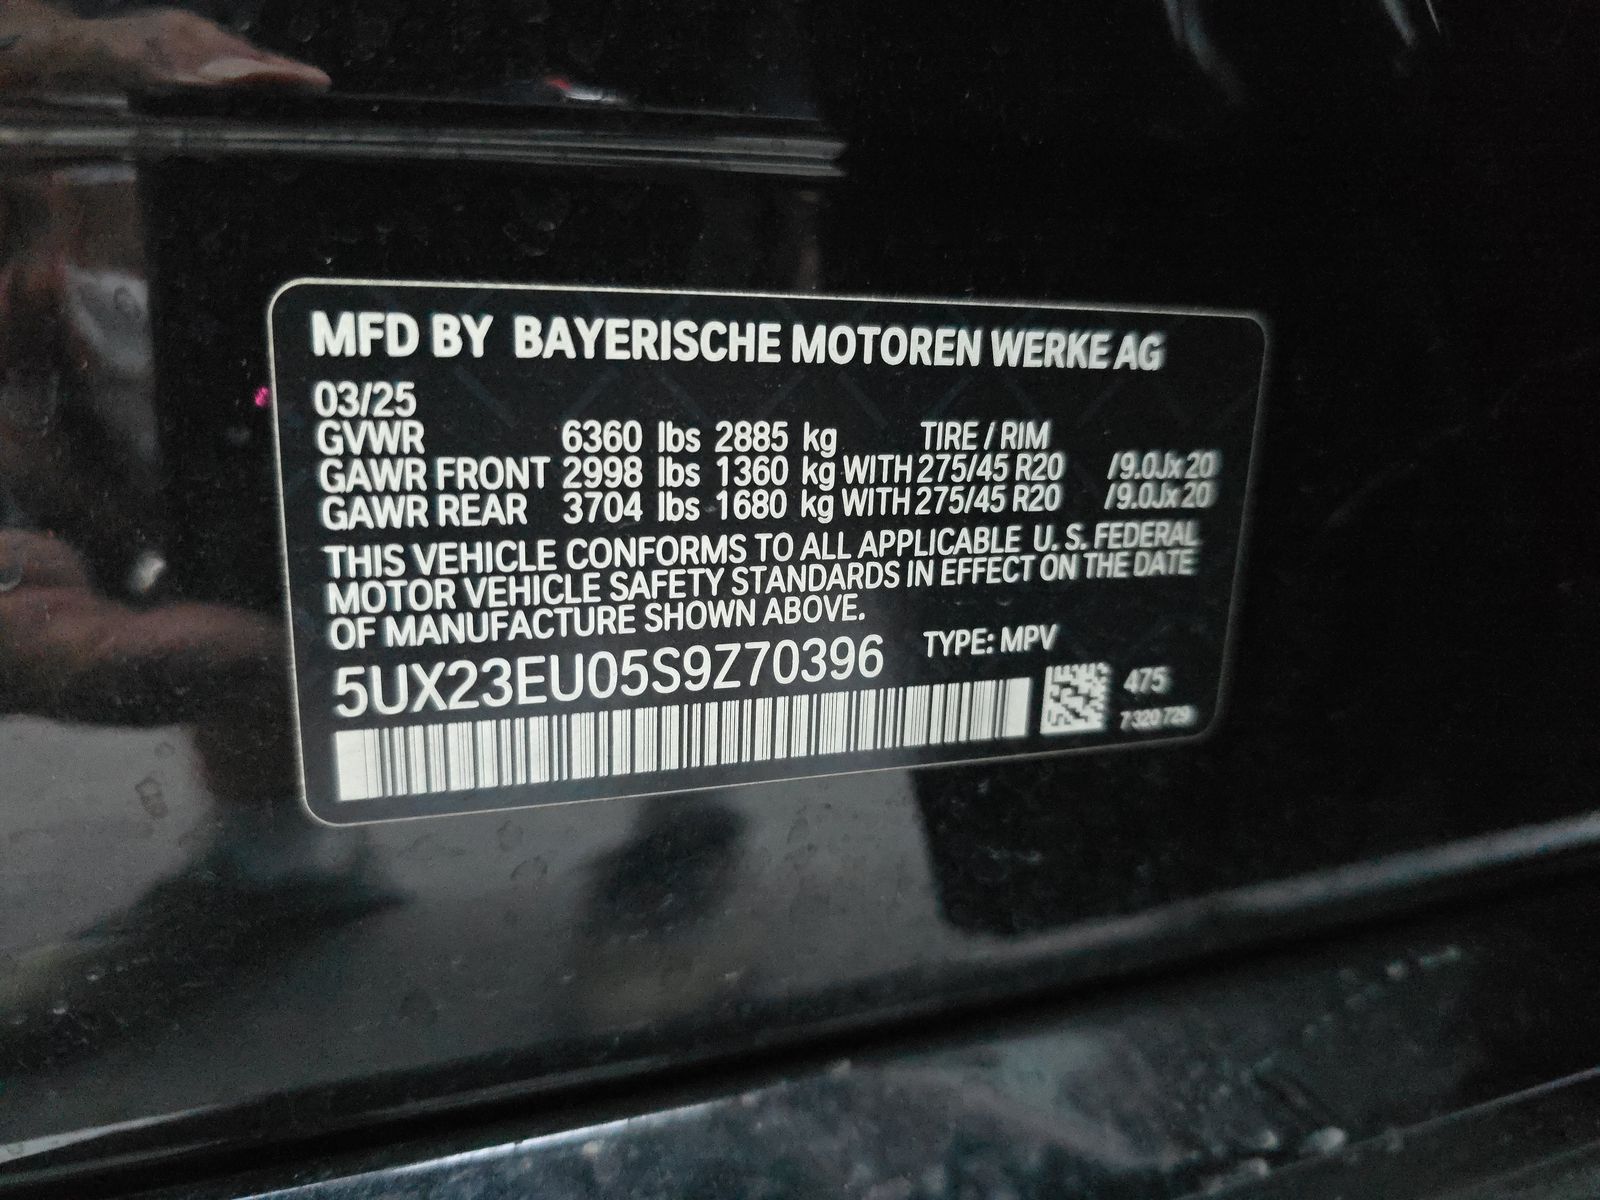 MFD BY BAYERISCHE MOTOREN WERKE AG
03/25
GVWR 6360 lbs 2885 kg TIRE / RIM
GAWR FRONT 2998 lbs 1360 kg WITH 275/45 R20 /9.0Jx20
GAWR REAR 3704 lbs 1680 kg WITH 275/45 R20 /9.0Jx20
THIS VEHICLE CONFORMS TO ALL APPLICABLE U.S. FEDERAL
MOTOR VEHICLE SAFETY STANDARDS IN EFFECT ON THE DATE
OF MANUFACTURE SHOWN ABOVE.
5UX23EU05S9Z70396 TYPE: MPV
475
7 320 729